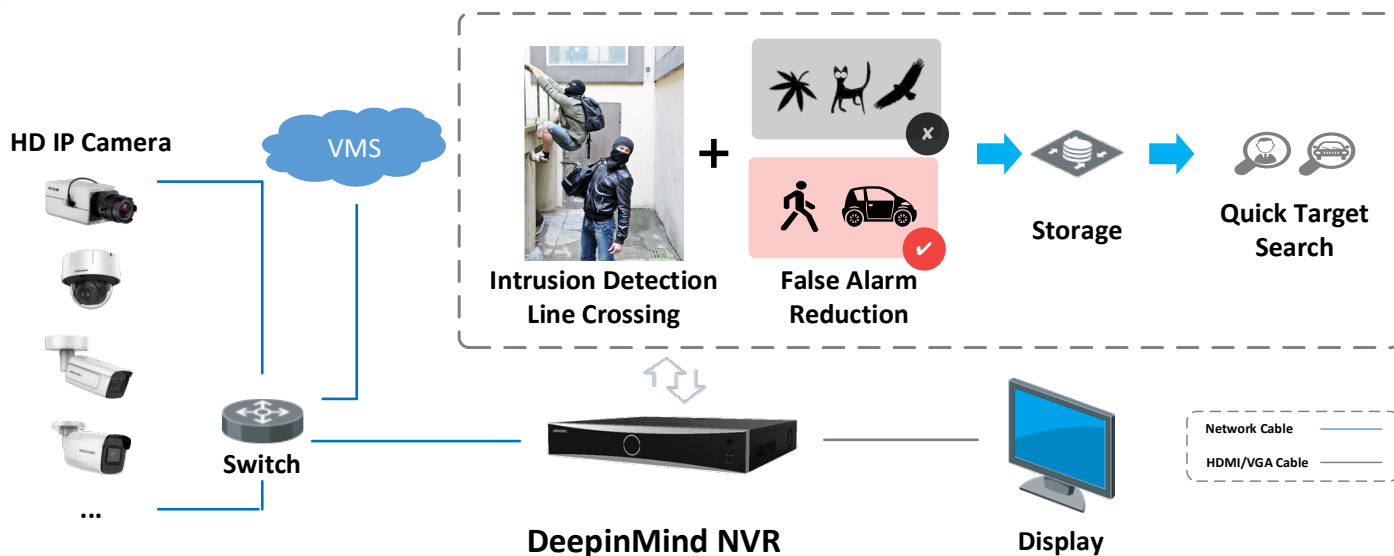 HD IP Camera
...
VMS
Switch
Intrusion Detection
Line Crossing
+
False Alarm
Reduction
Storage
Quick Target
Search
DeepinMind NVR
Display
Network Cable
HDMI/VGA Cable